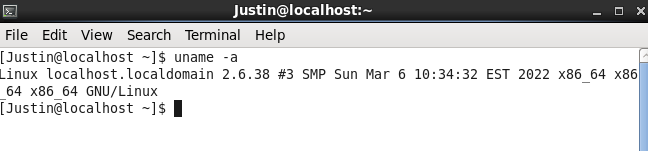 Justin@localhost:~
File Edit View Search Terminal Help
[Justin@localhost ~]$ uname -a
Linux localhost.localdomain 2.6.38 #3 SMP Sun Mar 6 10:34:32 EST 2022 x86_64 x86
_64 x86_64 GNU/Linux
[Justin@localhost ~]$